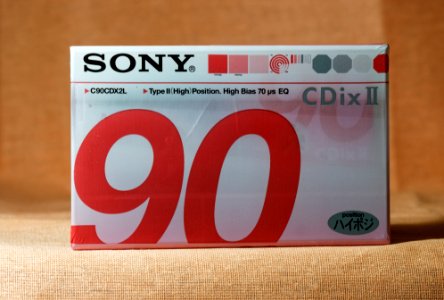 SONY®
▸C90CDX2L ▸Type II (High) Position. High Bias 70 μs EQ
CDix II
90
position
ハイポジ